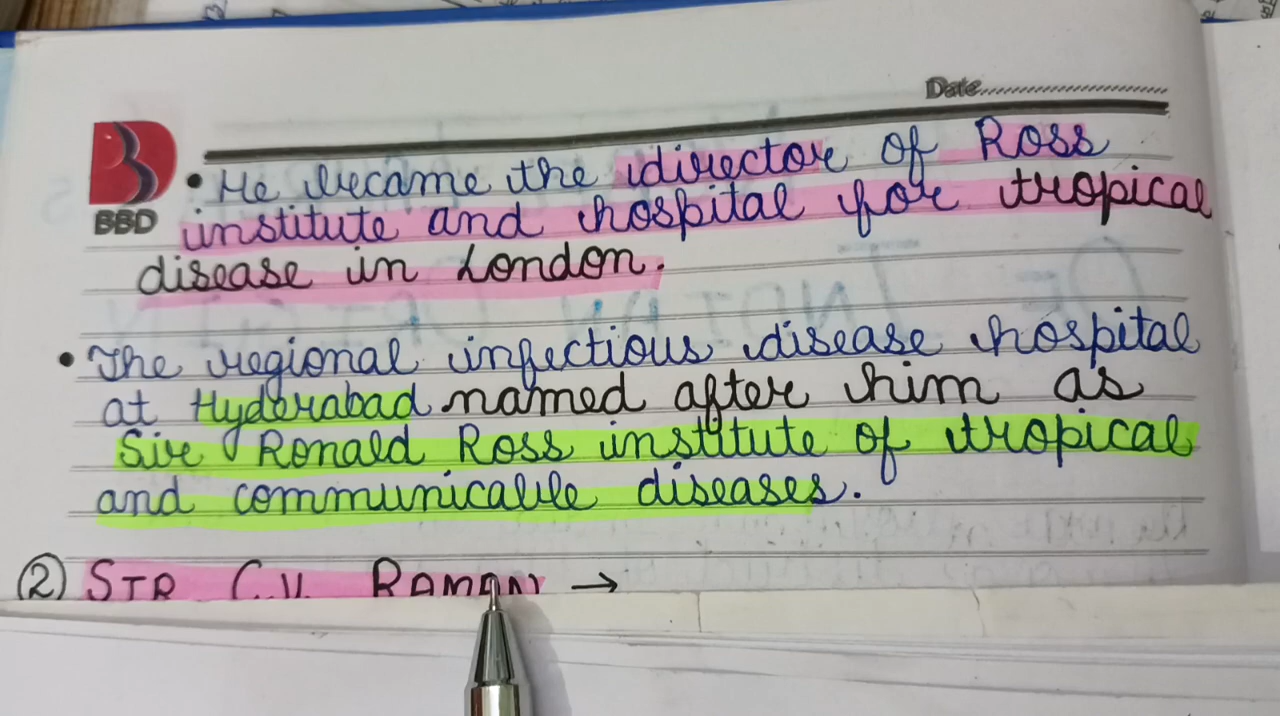 Date
BBD
• He became the director of Ross
institute and hospital for tropical
disease in London.
• The regional infectious disease hospital
at Hyderabad named after him as
Sir Ronald Ross institute of tropical
and communicable diseases.
② SIR C.V. RAMAN →